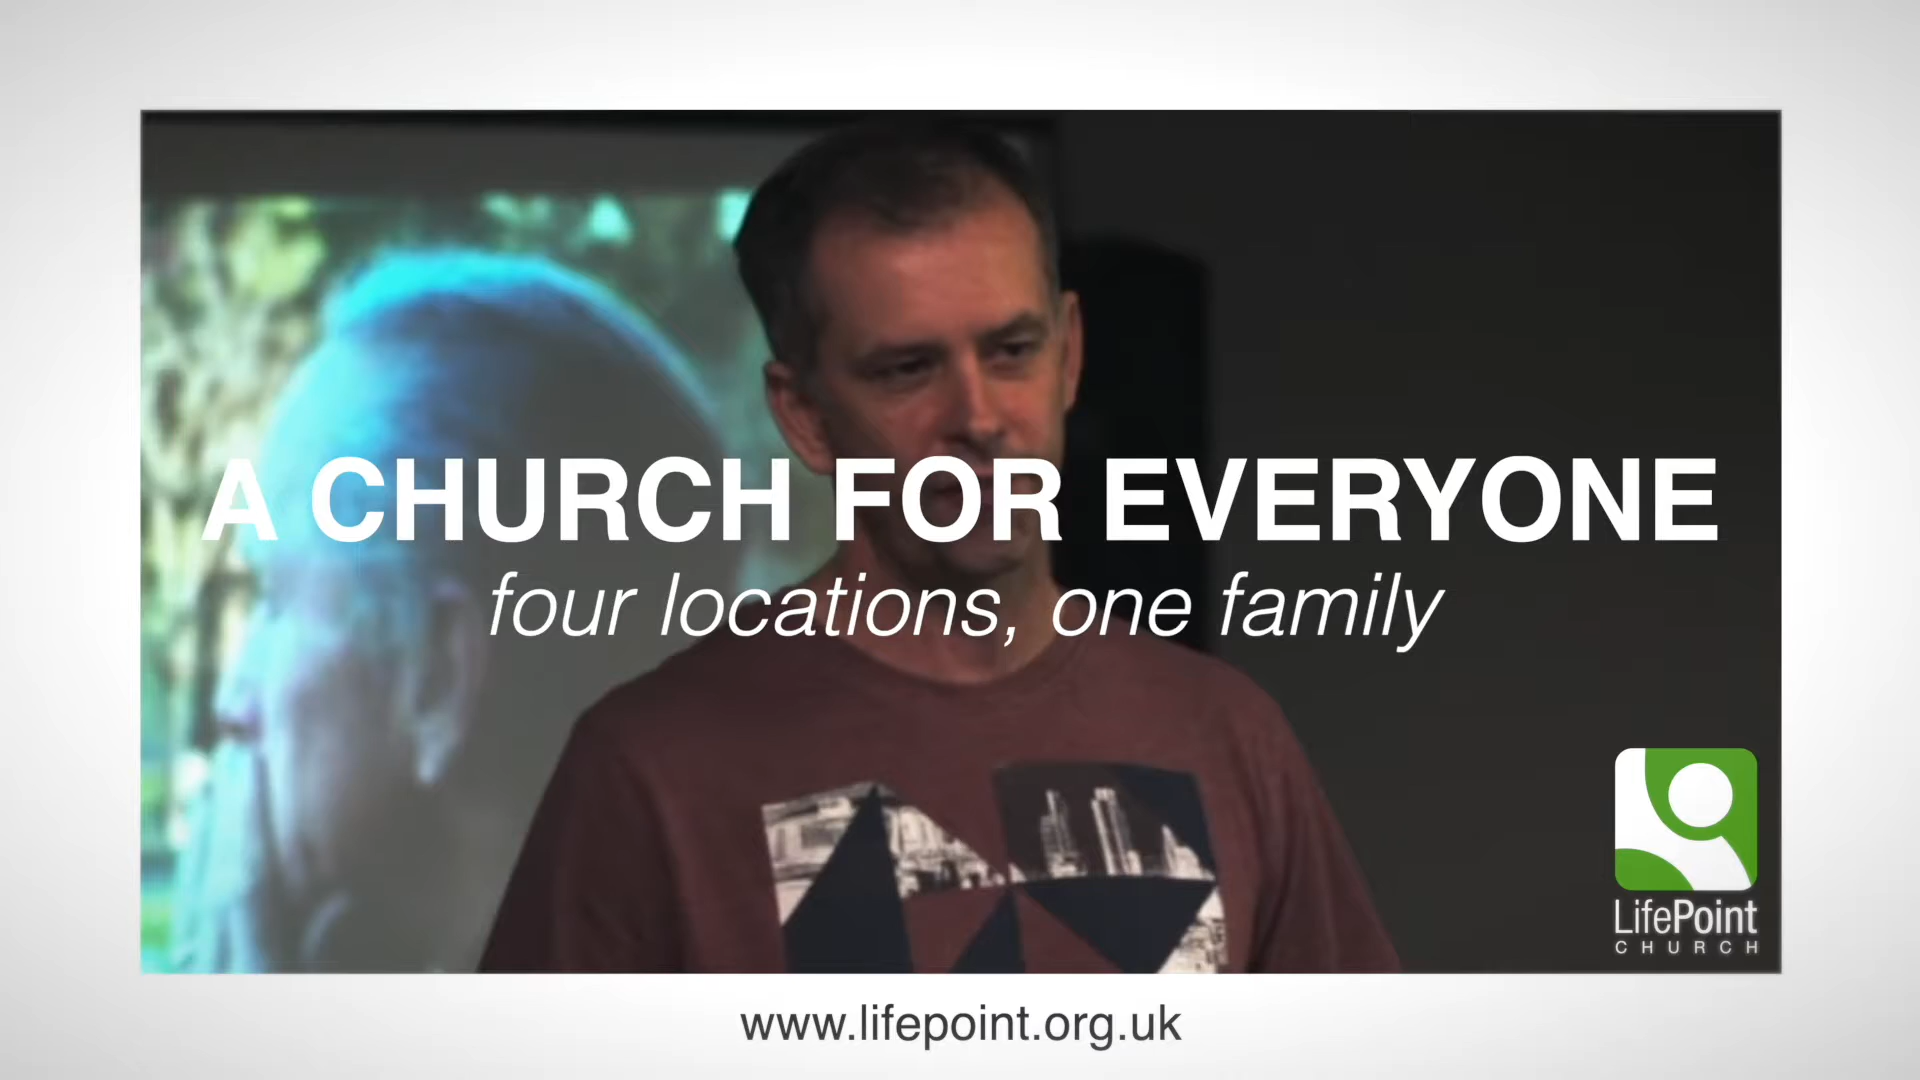 A CHURCH FOR EVERYONE
four locations, one family
LifePoint
CHURCH
www.lifepoint.org.uk